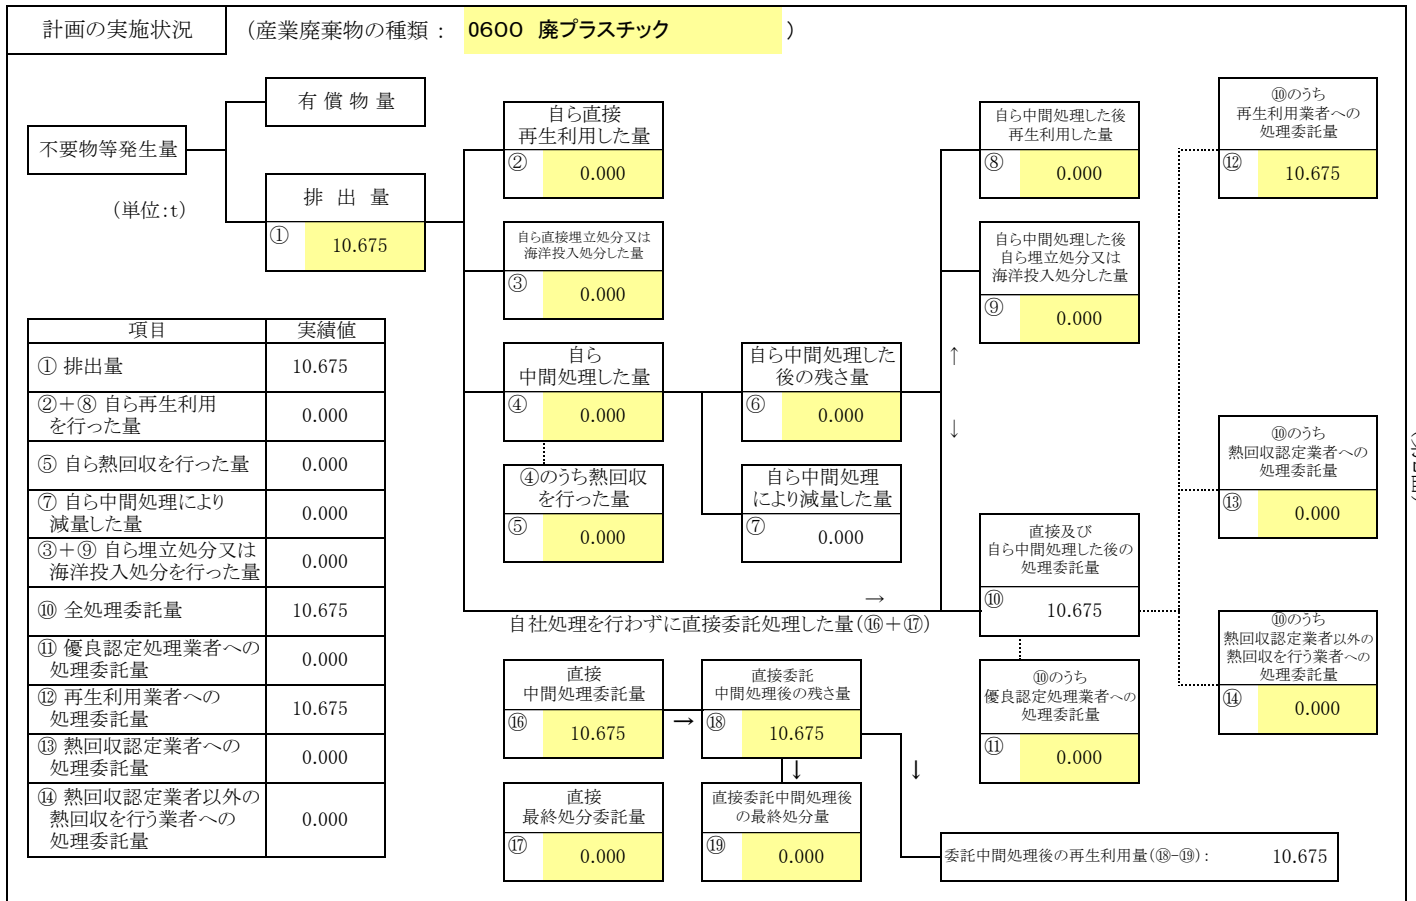 計画の実施状況
(産業廃棄物の種類： 0600 廃プラスチック )
不要物等発生量
(単位:t)
有 償 物 量
排 出 量
① 10.675
自ら直接
再生利用した量
② 0.000
自ら直接埋立処分又は
海洋投入処分した量
③ 0.000
自ら
中間処理した量
④ 0.000
④のうち熱回収
を行った量
⑤ 0.000
自ら中間処理した
後の残さ量
⑥ 0.000
自ら中間処理
により減量した量
⑦ 0.000
自ら中間処理した後
再生利用した量
⑧ 0.000
自ら中間処理した後
自ら埋立処分又は
海洋投入処分した量
⑨ 0.000
↑
↓
直接及び
自ら中間処理した後の
処理委託量
⑩ 10.675
⑩のうち
優良認定処理業者への
処理委託量
⑪ 0.000
⑩のうち
再生利用業者への
処理委託量
⑫ 10.675
⑩のうち
熱回収認定業者への
処理委託量
⑬ 0.000
⑩のうち
熱回収認定業者以外の
熱回収を行う業者への
処理委託量
⑭ 0.000
→
自社処理を行わずに直接委託処理した量(⑯＋⑰)
直接
中間処理委託量
⑯ 10.675
→
直接委託
中間処理後の残さ量
⑱ 10.675
↓
↓
直接
最終処分委託量
⑰ 0.000
直接委託中間処理後
の最終処分量
⑲ 0.000
委託中間処理後の再生利用量(⑱-⑲)： 10.675
項目 実績値
① 排出量 10.675
②＋⑧ 自ら再生利用
を行った量 0.000
⑤ 自ら熱回収を行った量 0.000
⑦ 自ら中間処理により
減量した量 0.000
③＋⑨ 自ら埋立処分又は
海洋投入処分を行った量 0.000
⑩ 全処理委託量 10.675
⑪ 優良認定処理業者への
処理委託量 0.000
⑫ 再生利用業者への
処理委託量 10.675
⑬ 熱回収認定業者への
処理委託量 0.000
⑭ 熱回収認定業者以外の
熱回収を行う業者への
処理委託量 0.000